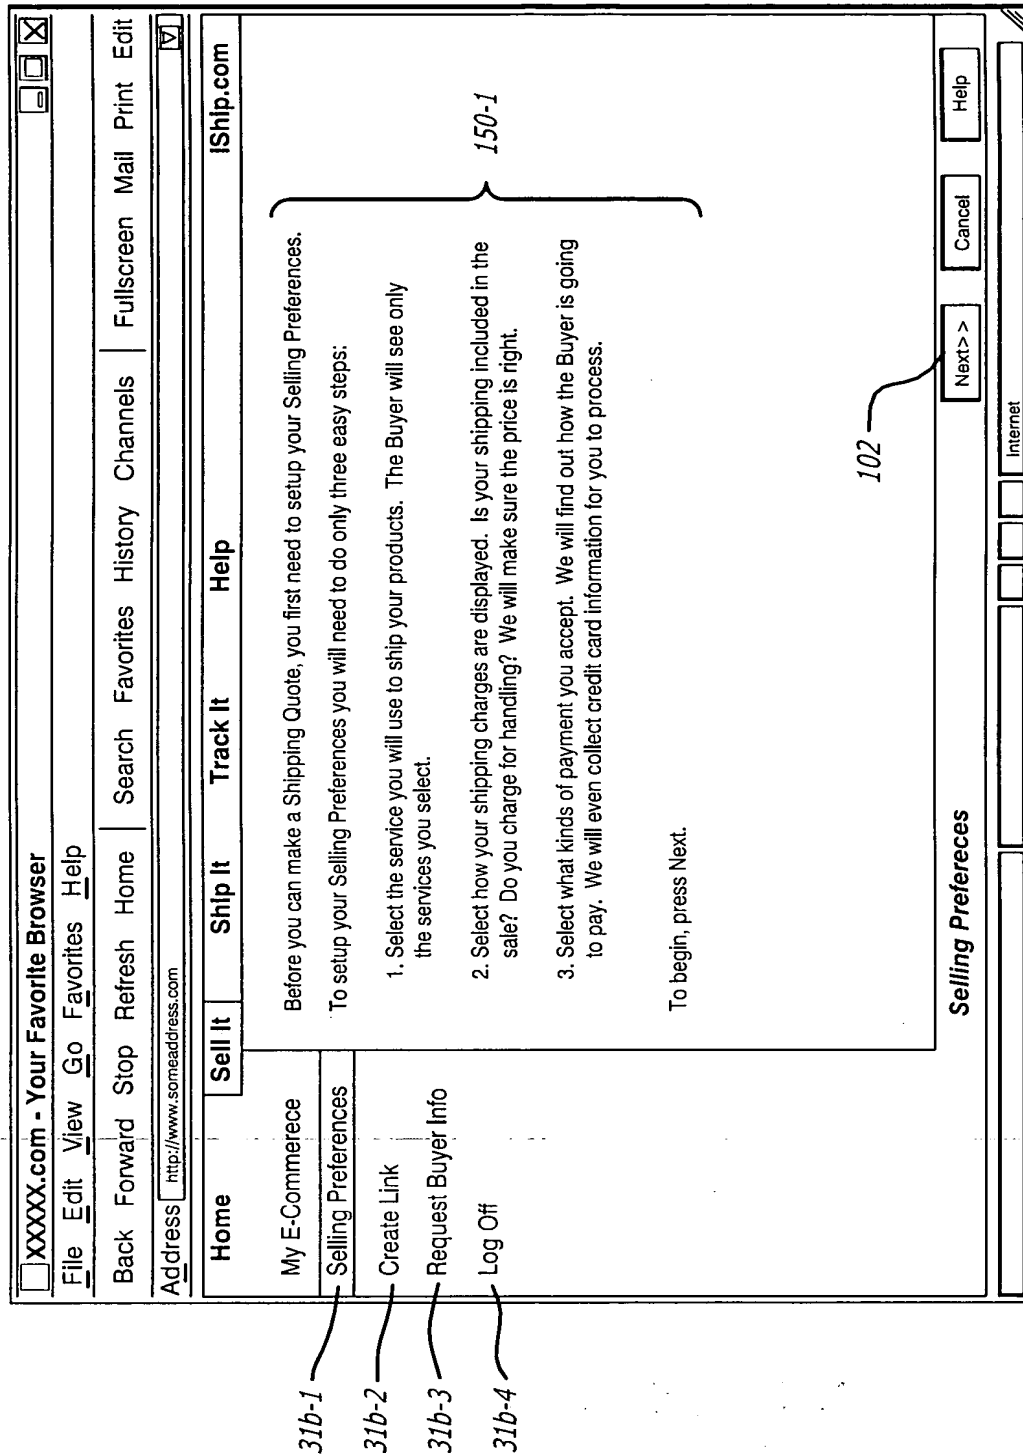 XXXXX.com - Your Favorite Browser
File Edit View Go Favorites Help
Back Forward Stop Refresh Home Search Favorites History Channels Fullscreen Mail Print Edit
Address http://www.someaddress.com
Home Sell It Ship It Track It Help IShip.com
My E-Commerece
Selling Preferences
Create Link
Request Buyer Info
Log Off
31b-1
31b-2
31b-3
31b-4
Before you can make a Shipping Quote, you first need to setup your Selling Preferences.
To setup your Selling Preferences you will need to do only three easy steps:
1. Select the service you will use to ship your products. The Buyer will see only
the services you select.
2. Select how your shipping charges are displayed. Is your shipping included in the
sale? Do you charge for handling? We will make sure the price is right.
3. Select what kinds of payment you accept. We will find out how the Buyer is going
to pay. We will even collect credit card information for you to process.
To begin, press Next.
150-1
102
Selling Prefereces
Next>> Cancel Help
Internet